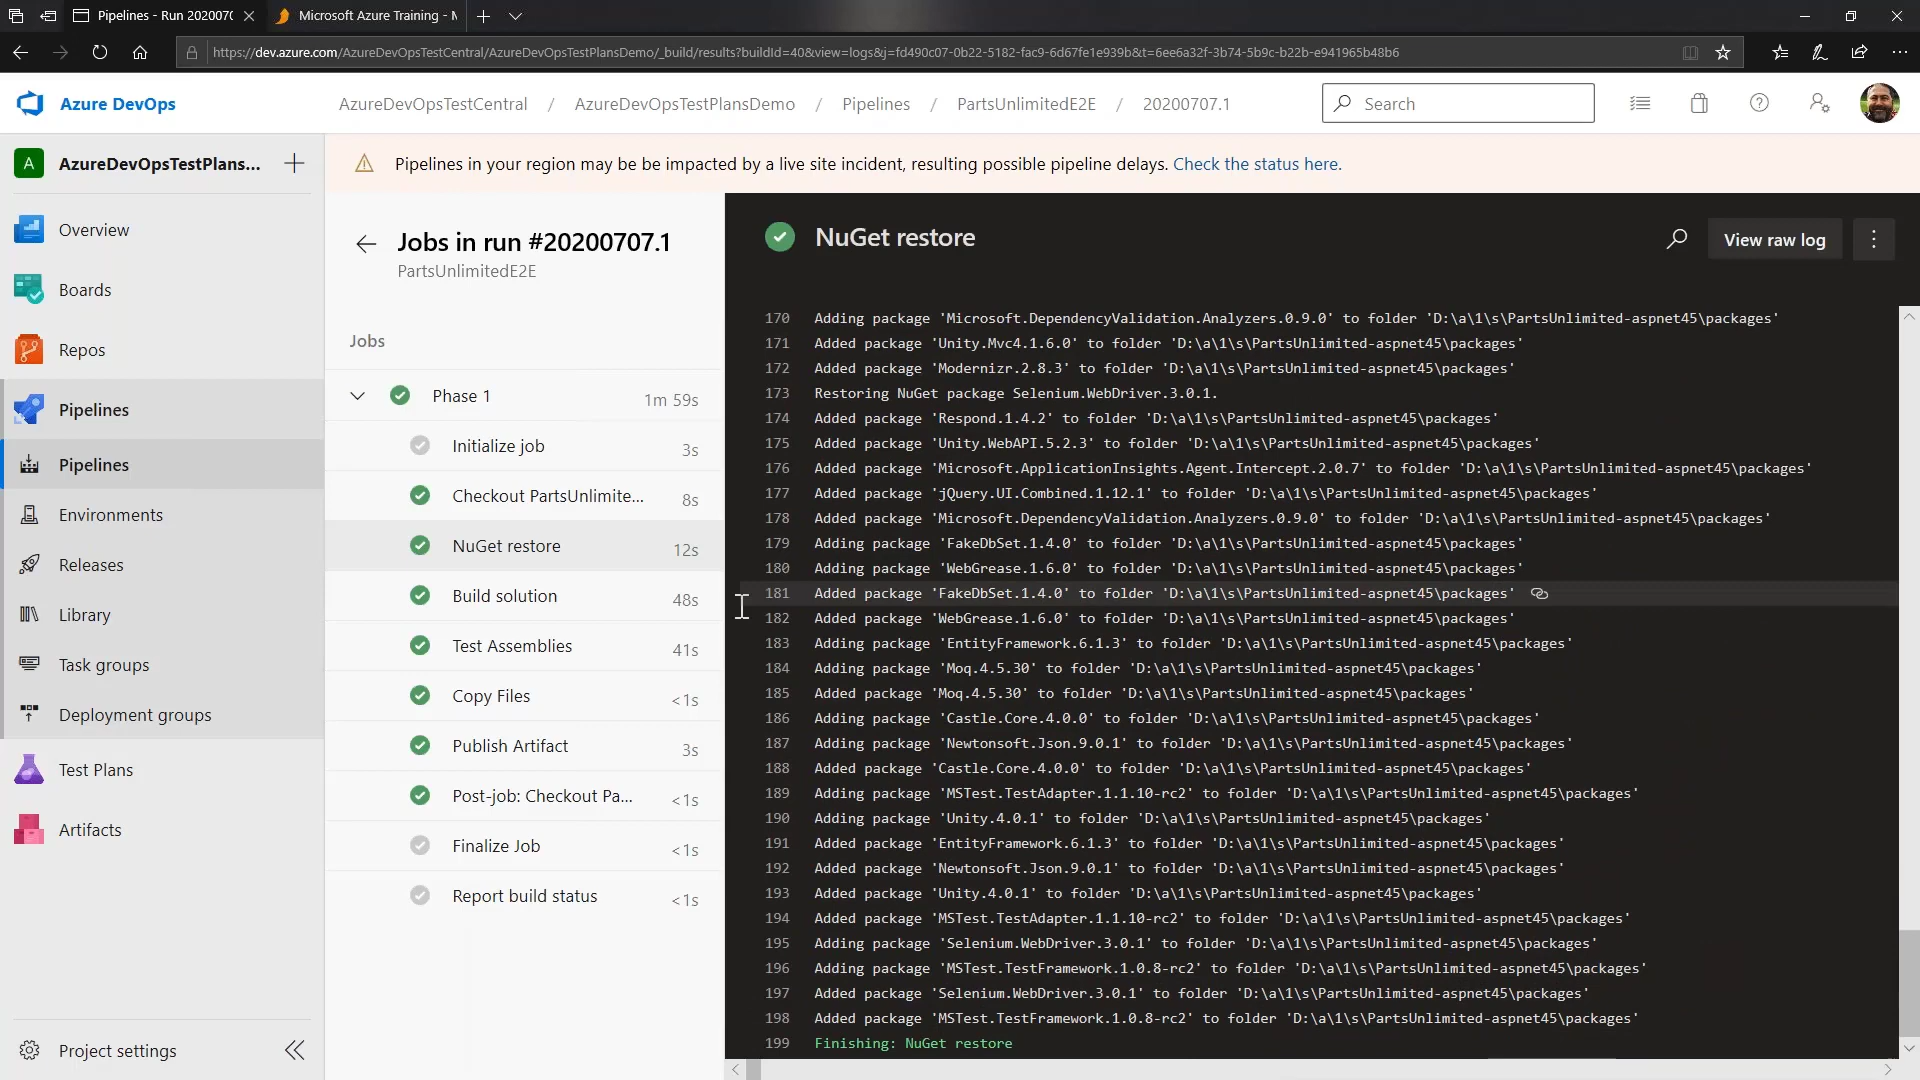 Pipelines - Run 2020070
Microsoft Azure Training - M
https://dev.azure.com/AzureDevOpsTestCentral/AzureDevOpsTestPlansDemo/_build/results?buildId=40&view=logs&j=fd490c07-0b22-5182-fac9-6d67fe1e939b&t=6ee6a32f-3b74-5b9c-b22b-e941965b48b6
Azure DevOps
AzureDevOpsTestCentral / AzureDevOpsTestPlansDemo / Pipelines / PartsUnlimitedE2E / 20200707.1
Search
A AzureDevOpsTestPlans...
Pipelines in your region may be be impacted by a live site incident, resulting possible pipeline delays. Check the status here.
Overview
Boards
Repos
Pipelines
Pipelines
Environments
Releases
Library
Task groups
Deployment groups
Test Plans
Artifacts
Project settings
Jobs in run #20200707.1
PartsUnlimitedE2E
Jobs
Phase 1 1m 59s
Initialize job 3s
Checkout PartsUnlimite... 8s
NuGet restore 12s
Build solution 48s
Test Assemblies 41s
Copy Files <1s
Publish Artifact 3s
Post-job: Checkout Pa... <1s
Finalize Job <1s
Report build status <1s
NuGet restore
View raw log
170 Adding package 'Microsoft.DependencyValidation.Analyzers.0.9.0' to folder 'D:\a\1\s\PartsUnlimited-aspnet45\packages'
171 Added package 'Unity.Mvc4.1.6.0' to folder 'D:\a\1\s\PartsUnlimited-aspnet45\packages'
172 Added package 'Modernizr.2.8.3' to folder 'D:\a\1\s\PartsUnlimited-aspnet45\packages'
173 Restoring NuGet package Selenium.WebDriver.3.0.1.
174 Added package 'Respond.1.4.2' to folder 'D:\a\1\s\PartsUnlimited-aspnet45\packages'
175 Added package 'Unity.WebAPI.5.2.3' to folder 'D:\a\1\s\PartsUnlimited-aspnet45\packages'
176 Added package 'Microsoft.ApplicationInsights.Agent.Intercept.2.0.7' to folder 'D:\a\1\s\PartsUnlimited-aspnet45\packages'
177 Added package 'jQuery.UI.Combined.1.12.1' to folder 'D:\a\1\s\PartsUnlimited-aspnet45\packages'
178 Added package 'Microsoft.DependencyValidation.Analyzers.0.9.0' to folder 'D:\a\1\s\PartsUnlimited-aspnet45\packages'
179 Adding package 'FakeDbSet.1.4.0' to folder 'D:\a\1\s\PartsUnlimited-aspnet45\packages'
180 Adding package 'WebGrease.1.6.0' to folder 'D:\a\1\s\PartsUnlimited-aspnet45\packages'
181 Added package 'FakeDbSet.1.4.0' to folder 'D:\a\1\s\PartsUnlimited-aspnet45\packages'
182 Added package 'WebGrease.1.6.0' to folder 'D:\a\1\s\PartsUnlimited-aspnet45\packages'
183 Adding package 'EntityFramework.6.1.3' to folder 'D:\a\1\s\PartsUnlimited-aspnet45\packages'
184 Adding package 'Moq.4.5.30' to folder 'D:\a\1\s\PartsUnlimited-aspnet45\packages'
185 Added package 'Moq.4.5.30' to folder 'D:\a\1\s\PartsUnlimited-aspnet45\packages'
186 Adding package 'Castle.Core.4.0.0' to folder 'D:\a\1\s\PartsUnlimited-aspnet45\packages'
187 Adding package 'Newtonsoft.Json.9.0.1' to folder 'D:\a\1\s\PartsUnlimited-aspnet45\packages'
188 Added package 'Castle.Core.4.0.0' to folder 'D:\a\1\s\PartsUnlimited-aspnet45\packages'
189 Adding package 'MSTest.TestAdapter.1.1.10-rc2' to folder 'D:\a\1\s\PartsUnlimited-aspnet45\packages'
190 Adding package 'Unity.4.0.1' to folder 'D:\a\1\s\PartsUnlimited-aspnet45\packages'
191 Added package 'EntityFramework.6.1.3' to folder 'D:\a\1\s\PartsUnlimited-aspnet45\packages'
192 Added package 'Newtonsoft.Json.9.0.1' to folder 'D:\a\1\s\PartsUnlimited-aspnet45\packages'
193 Added package 'Unity.4.0.1' to folder 'D:\a\1\s\PartsUnlimited-aspnet45\packages'
194 Added package 'MSTest.TestAdapter.1.1.10-rc2' to folder 'D:\a\1\s\PartsUnlimited-aspnet45\packages'
195 Adding package 'Selenium.WebDriver.3.0.1' to folder 'D:\a\1\s\PartsUnlimited-aspnet45\packages'
196 Adding package 'MSTest.TestFramework.1.0.8-rc2' to folder 'D:\a\1\s\PartsUnlimited-aspnet45\packages'
197 Added package 'Selenium.WebDriver.3.0.1' to folder 'D:\a\1\s\PartsUnlimited-aspnet45\packages'
198 Added package 'MSTest.TestFramework.1.0.8-rc2' to folder 'D:\a\1\s\PartsUnlimited-aspnet45\packages'
199 Finishing: NuGet restore